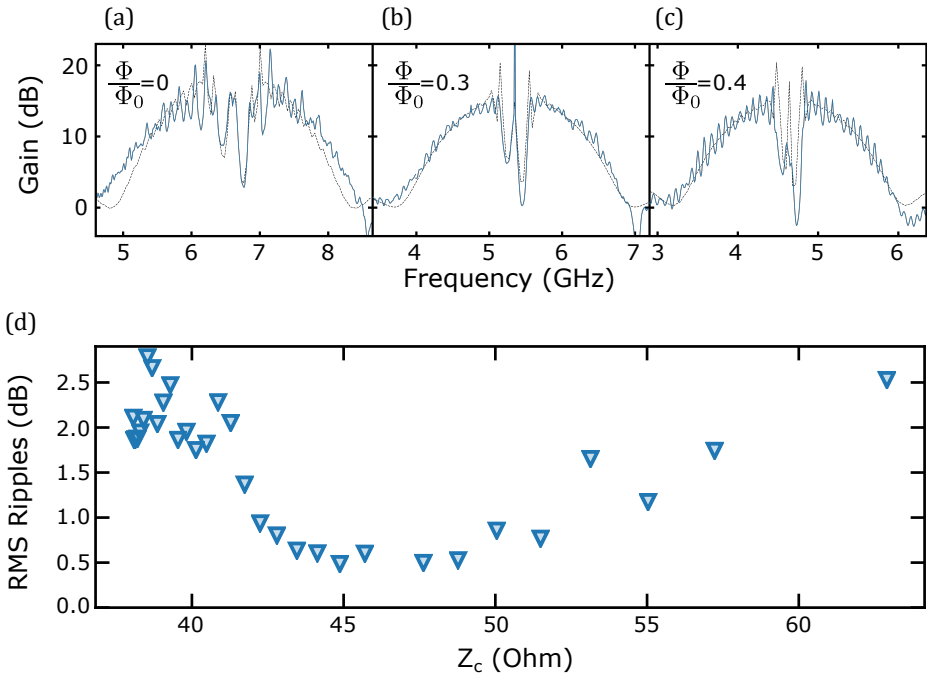 (a) (b) (c)
Gain (dB)
20
10
0
Φ/Φ₀=0
Φ/Φ₀=0.3
Φ/Φ₀=0.4
5 6 7 8 4 5 6 7 3 4 5 6
Frequency (GHz)
(d)
RMS Ripples (dB)
2.5
2.0
1.5
1.0
0.5
0.0
40 45 50 55 60
Z_c (Ohm)